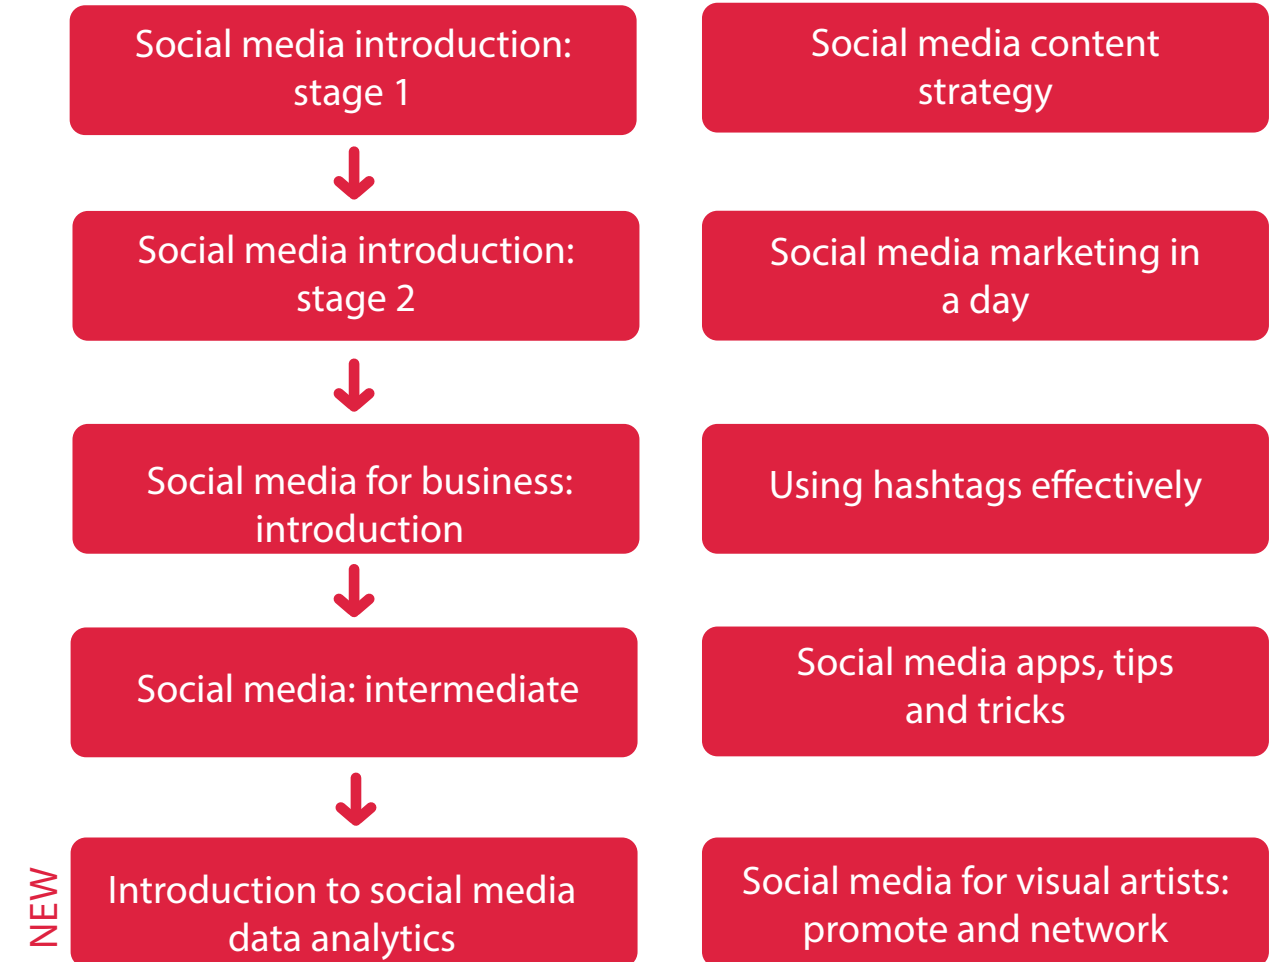 Social media introduction:
stage 1
Social media introduction:
stage 2
Social media for business:
introduction
Social media: intermediate
NEW
Introduction to social media
data analytics
Social media content
strategy
Social media marketing in
a day
Using hashtags effectively
Social media apps, tips
and tricks
Social media for visual artists:
promote and network